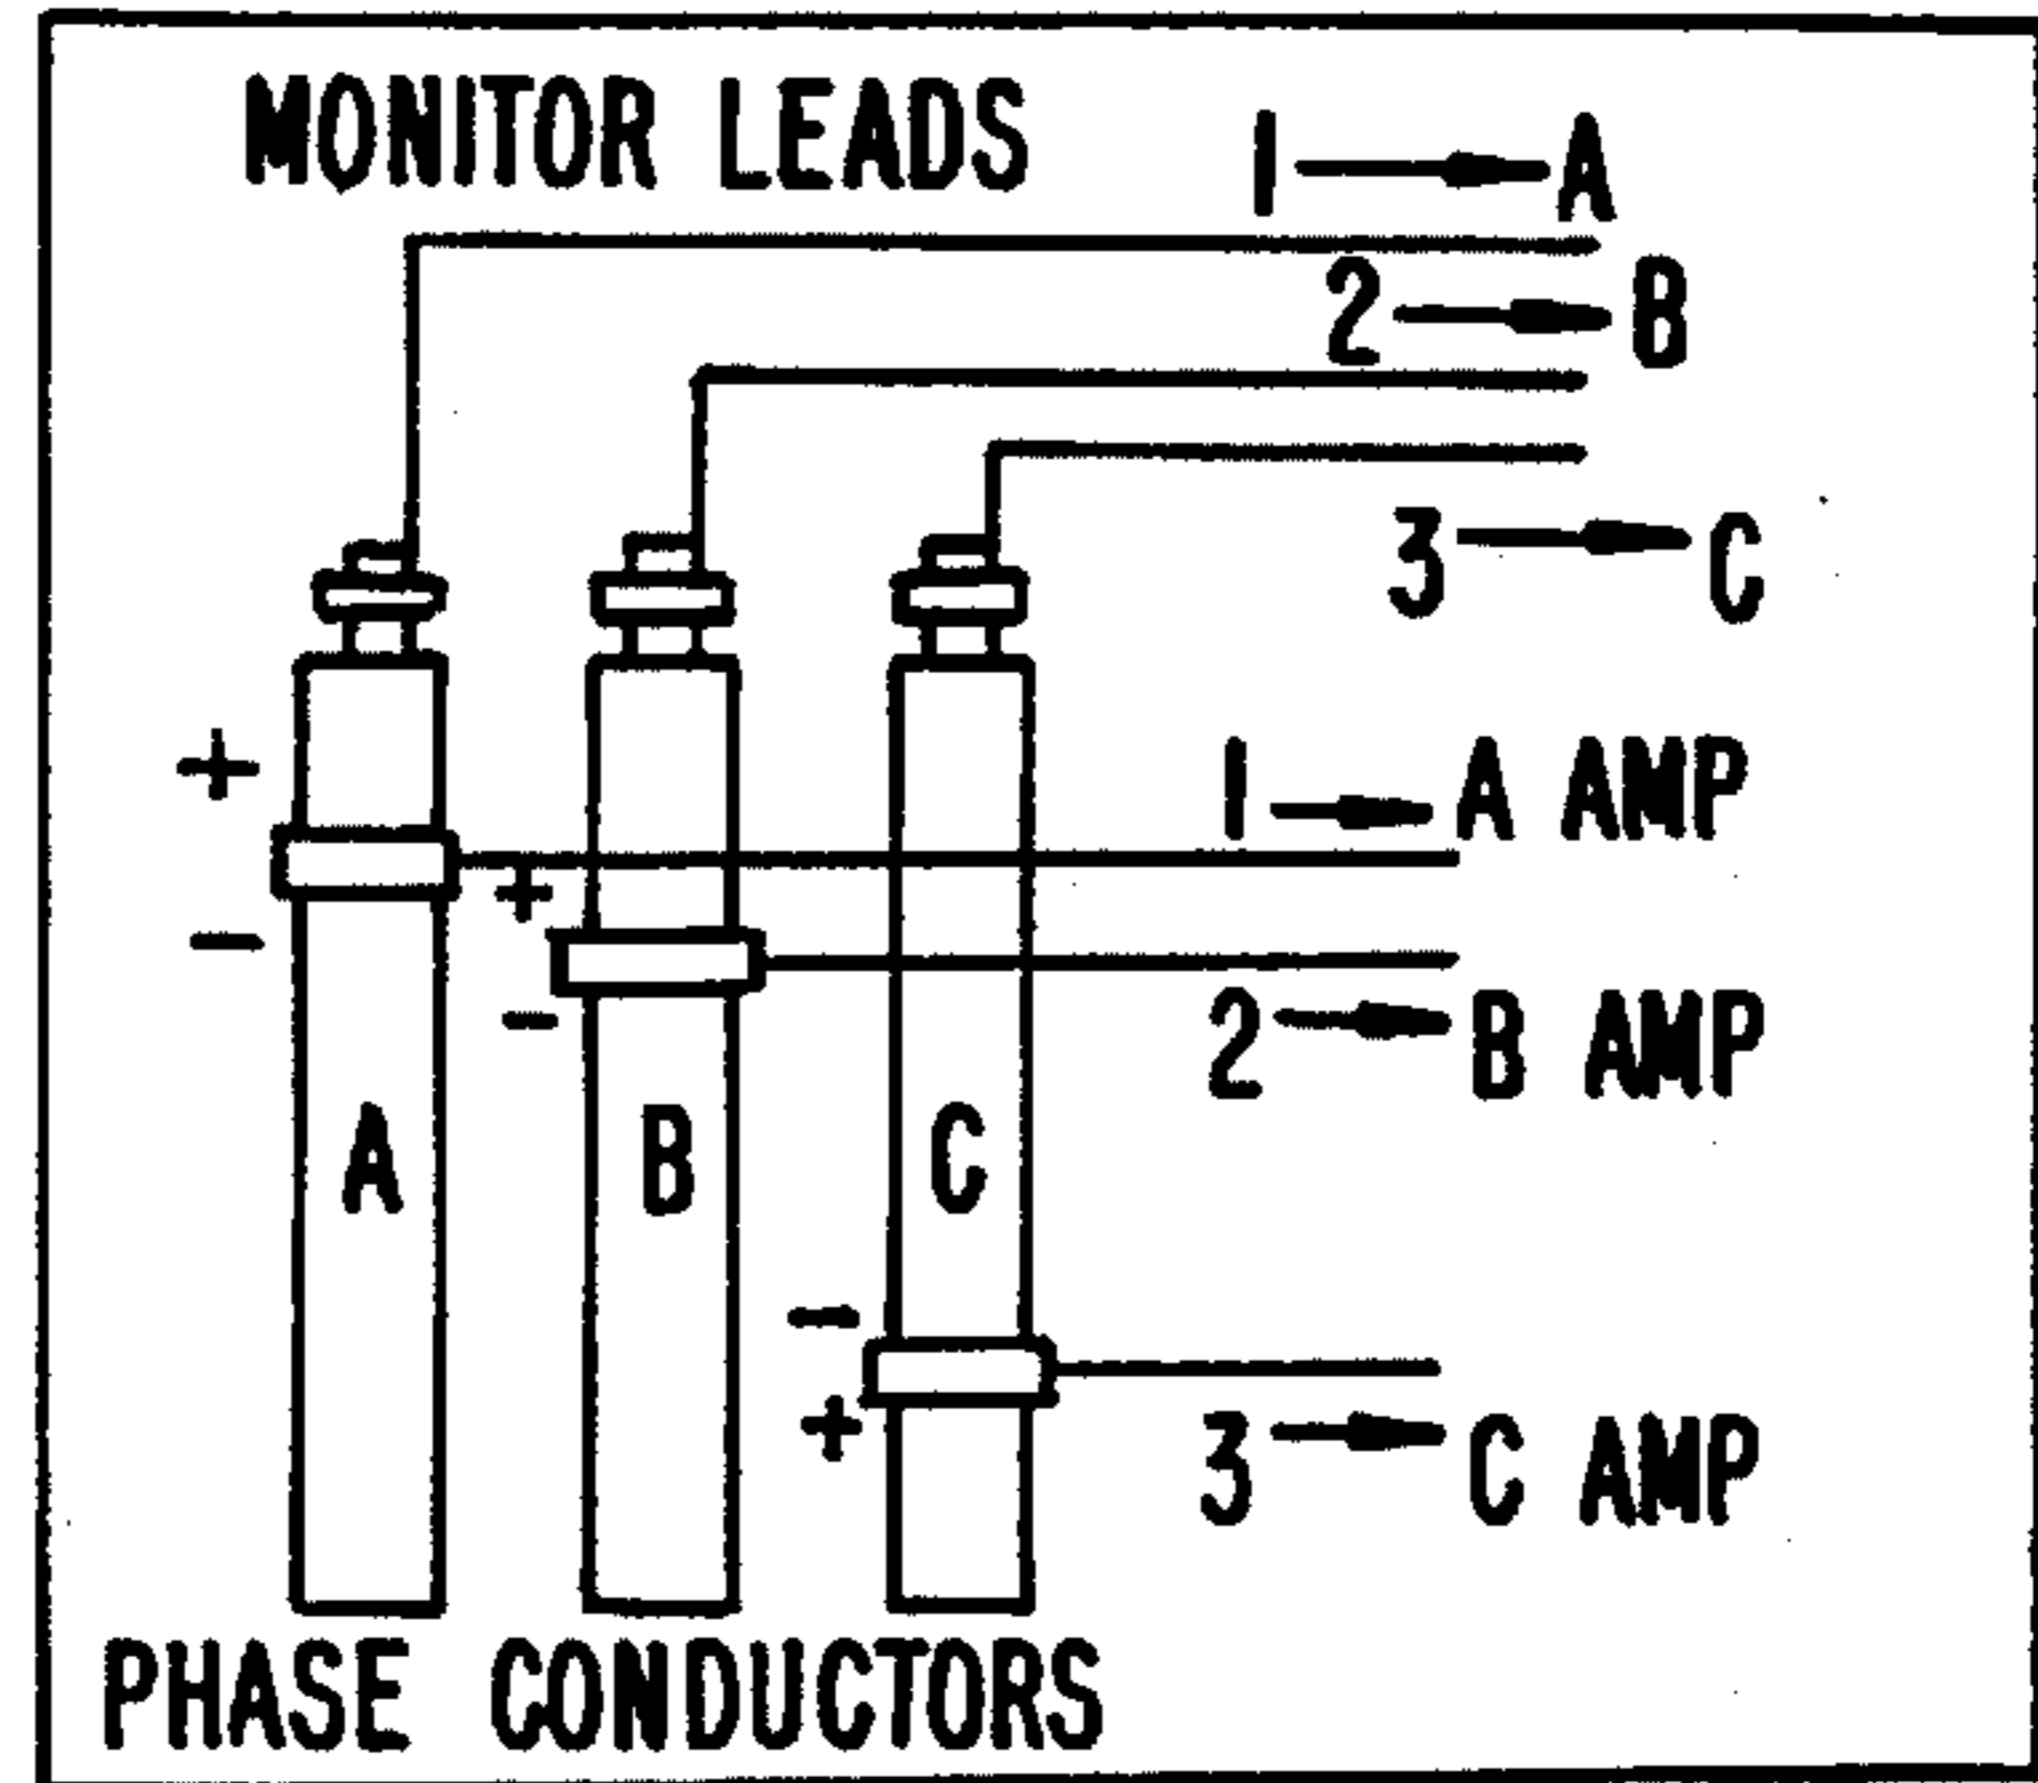 MONITOR LEADS
1 → A
2 → B
3 → C
+
1 → A AMP
+
-
-
2 → B AMP
A B C
-
+
3 → C AMP
PHASE CONDUCTORS